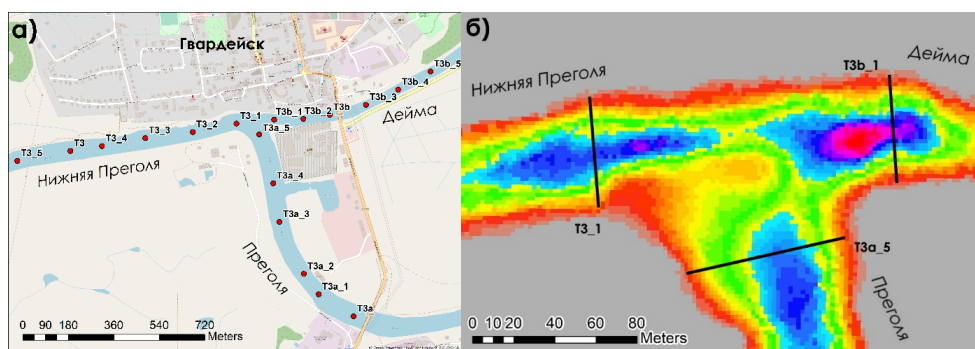 а)
Гвардейск
T3b_5
T3b_4
T3b_3
T3b
T3b_2
T3b_1
T3a_5
T3_1
T3_2
T3_3
T3_4
T3
T3_5
Дейма
Нижняя Преголя
T3a_4
T3a_3
Преголя
T3a_2
T3a_1
T3a
0 90 180 360 540 720
Meters
б)
Нижняя Преголя
T3b_1
Дейма
T3_1
T3a_5
Преголя
0 10 20 40 60 80
Meters